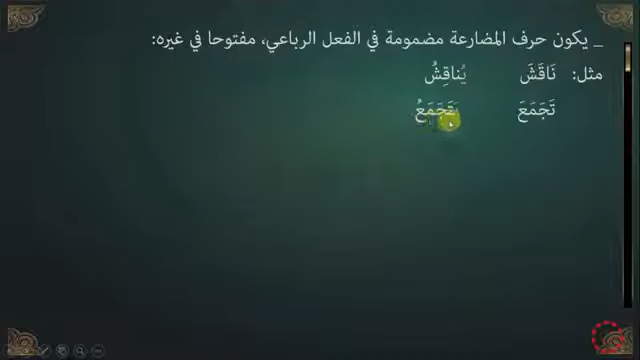 _ يكون حرف المضارعة مضمومة في الفعل الرباعي، مفتوحا في غيره:
مثل: نَاقَشَ يُناقِشُ
تَجَمَّعَ يَتَجَمَّعُ